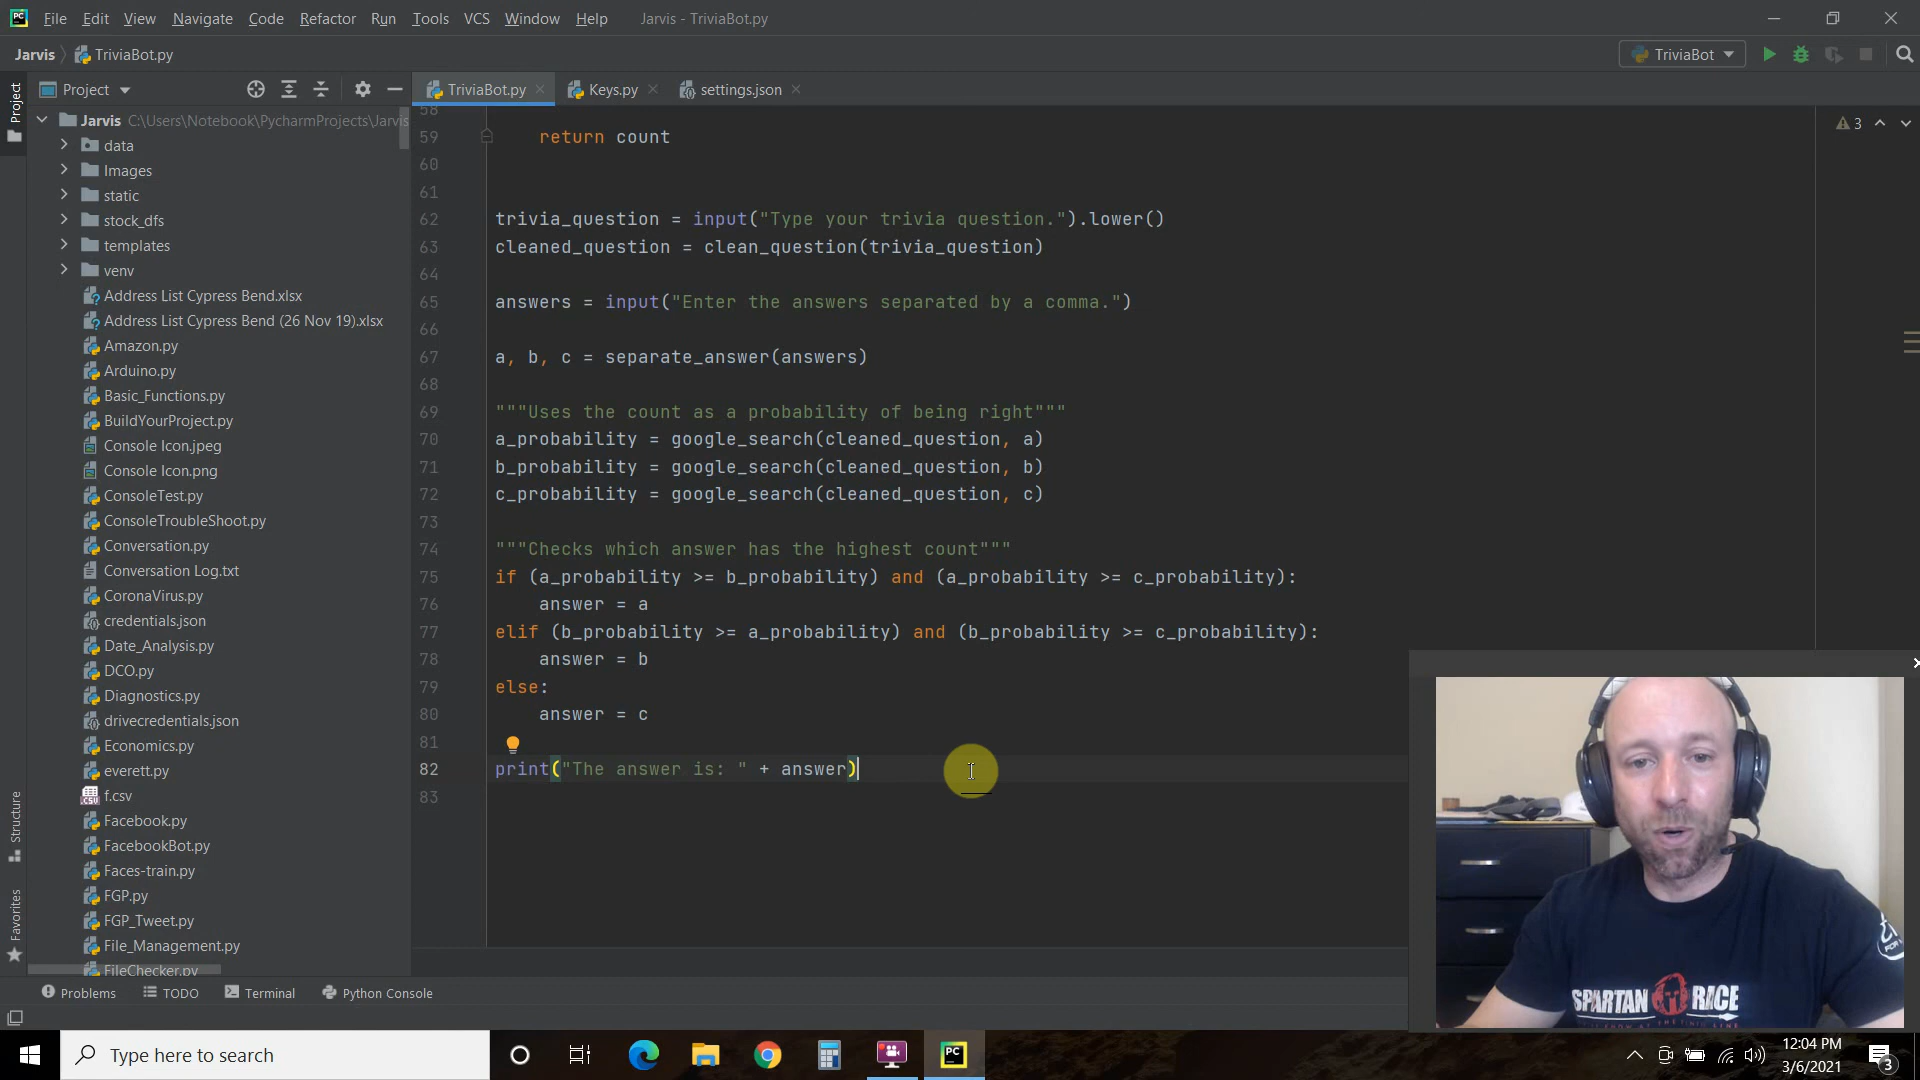 File Edit View Navigate Code Refactor Run Tools VCS Window Help Jarvis - TriviaBot.py
Jarvis TriviaBot.py TriviaBot
Project TriviaBot.py Keys.py settings.json
Project
Structure
Favorites
Jarvis C:\Users\Notebook\PycharmProjects\Jarvis
data
Images
static
stock_dfs
templates
venv
Address List Cypress Bend.xlsx
Address List Cypress Bend (26 Nov 19).xlsx
Amazon.py
Arduino.py
Basic_Functions.py
BuildYourProject.py
Console Icon.jpeg
Console Icon.png
ConsoleTest.py
ConsoleTroubleShoot.py
Conversation.py
Conversation Log.txt
CoronaVirus.py
credentials.json
Date_Analysis.py
DCO.py
Diagnostics.py
drivecredentials.json
Economics.py
everett.py
f.csv
Facebook.py
FacebookBot.py
Faces-train.py
FGP.py
FGP_Tweet.py
File_Management.py
FileChecker.py
3
58
59 return count
60
61
62 trivia_question = input("Type your trivia question.").lower()
63 cleaned_question = clean_question(trivia_question)
64
65 answers = input("Enter the answers separated by a comma.")
66
67 a, b, c = separate_answer(answers)
68
69 """Uses the count as a probability of being right"""
70 a_probability = google_search(cleaned_question, a)
71 b_probability = google_search(cleaned_question, b)
72 c_probability = google_search(cleaned_question, c)
73
74 """Checks which answer has the highest count"""
75 if (a_probability >= b_probability) and (a_probability >= c_probability):
76 answer = a
77 elif (b_probability >= a_probability) and (b_probability >= c_probability):
78 answer = b
79 else:
80 answer = c
81
82 print("The answer is: " + answer)
83
SPARTAN RACE
Problems TODO Terminal Python Console
Type here to search
12:04 PM
3/6/2021
3